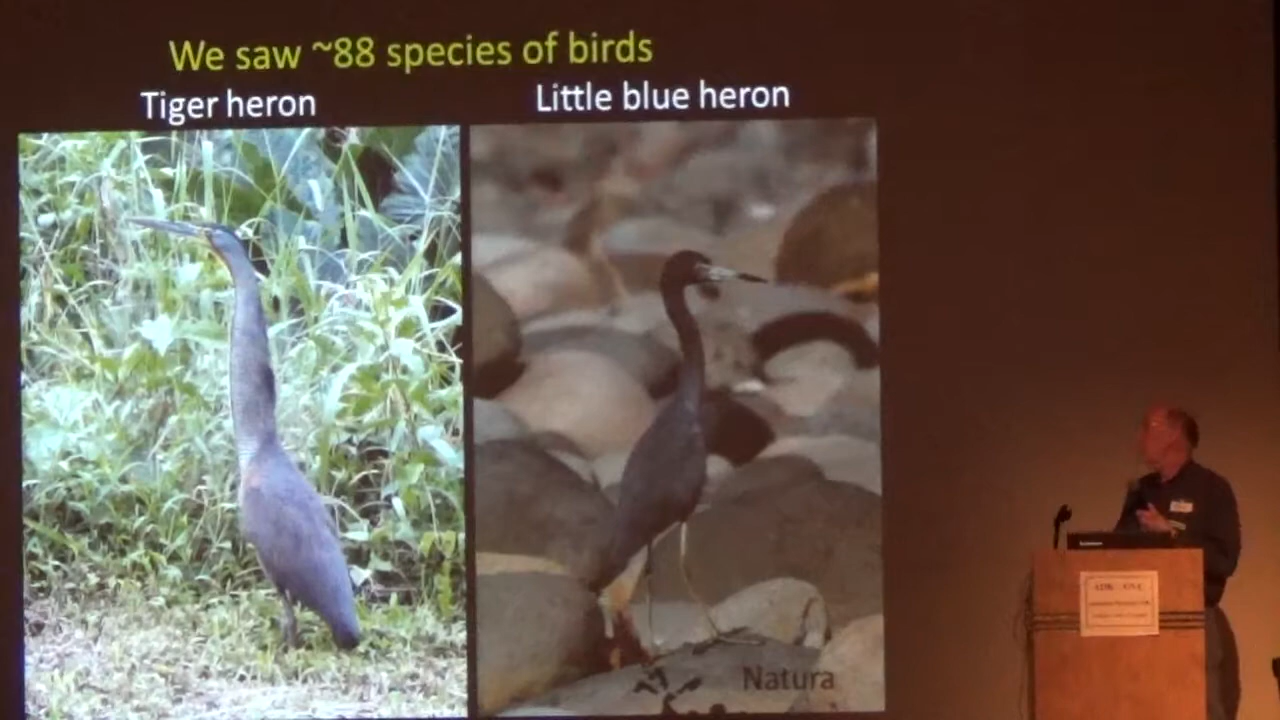 We saw ~88 species of birds
Tiger heron
Little blue heron
Natura